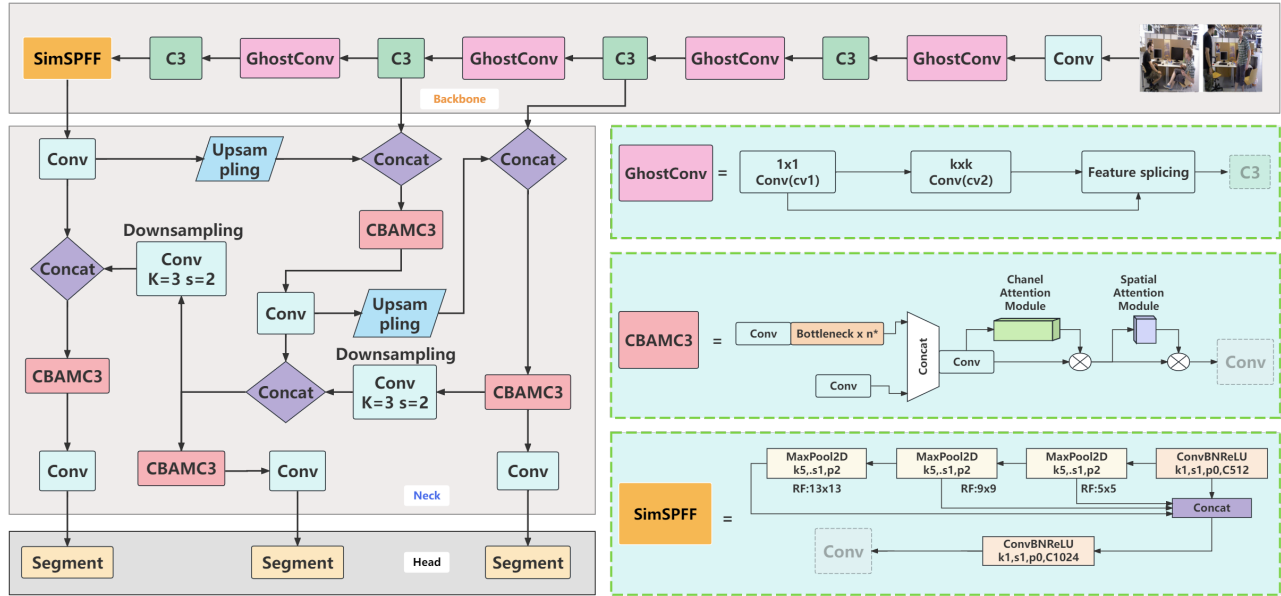 SimSPFF
C3
GhostConv
C3
GhostConv
C3
GhostConv
C3
GhostConv
Conv
Backbone
Conv
Upsam
pling
Concat
Concat
CBAMC3
Downsampling
Conv
K=3 s=2
Concat
Conv
Upsam
pling
Downsampling
Conv
K=3 s=2
CBAMC3
Concat
CBAMC3
Conv
CBAMC3
Conv
Conv
Neck
Segment
Segment
Head
Segment
GhostConv
=
1x1
Conv(cv1)
kxk
Conv(cv2)
Feature splicing
C3
CBAMC3
=
Conv
Bottleneck x n*
Conv
Concat
Conv
Chanel
Attention
Module
Spatial
Attention
Module
Conv
SimSPFF
=
MaxPool2D
k5,.s1,p2
RF:13x13
MaxPool2D
k5,.s1,p2
RF:9x9
MaxPool2D
k5,.s1,p2
RF:5x5
ConvBNReLU
k1,s1,p0,C512
Concat
ConvBNReLU
k1,s1,p0,C1024
Conv